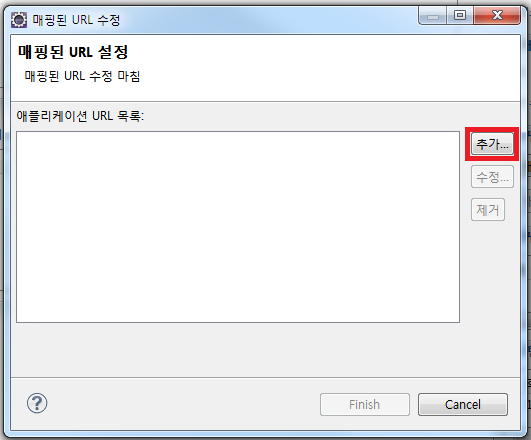 매핑된 URL 수정
매핑된 URL 설정
매핑된 URL 수정 마침
애플리케이션 URL 목록:
추가...
수정...
제거
?
Finish
Cancel